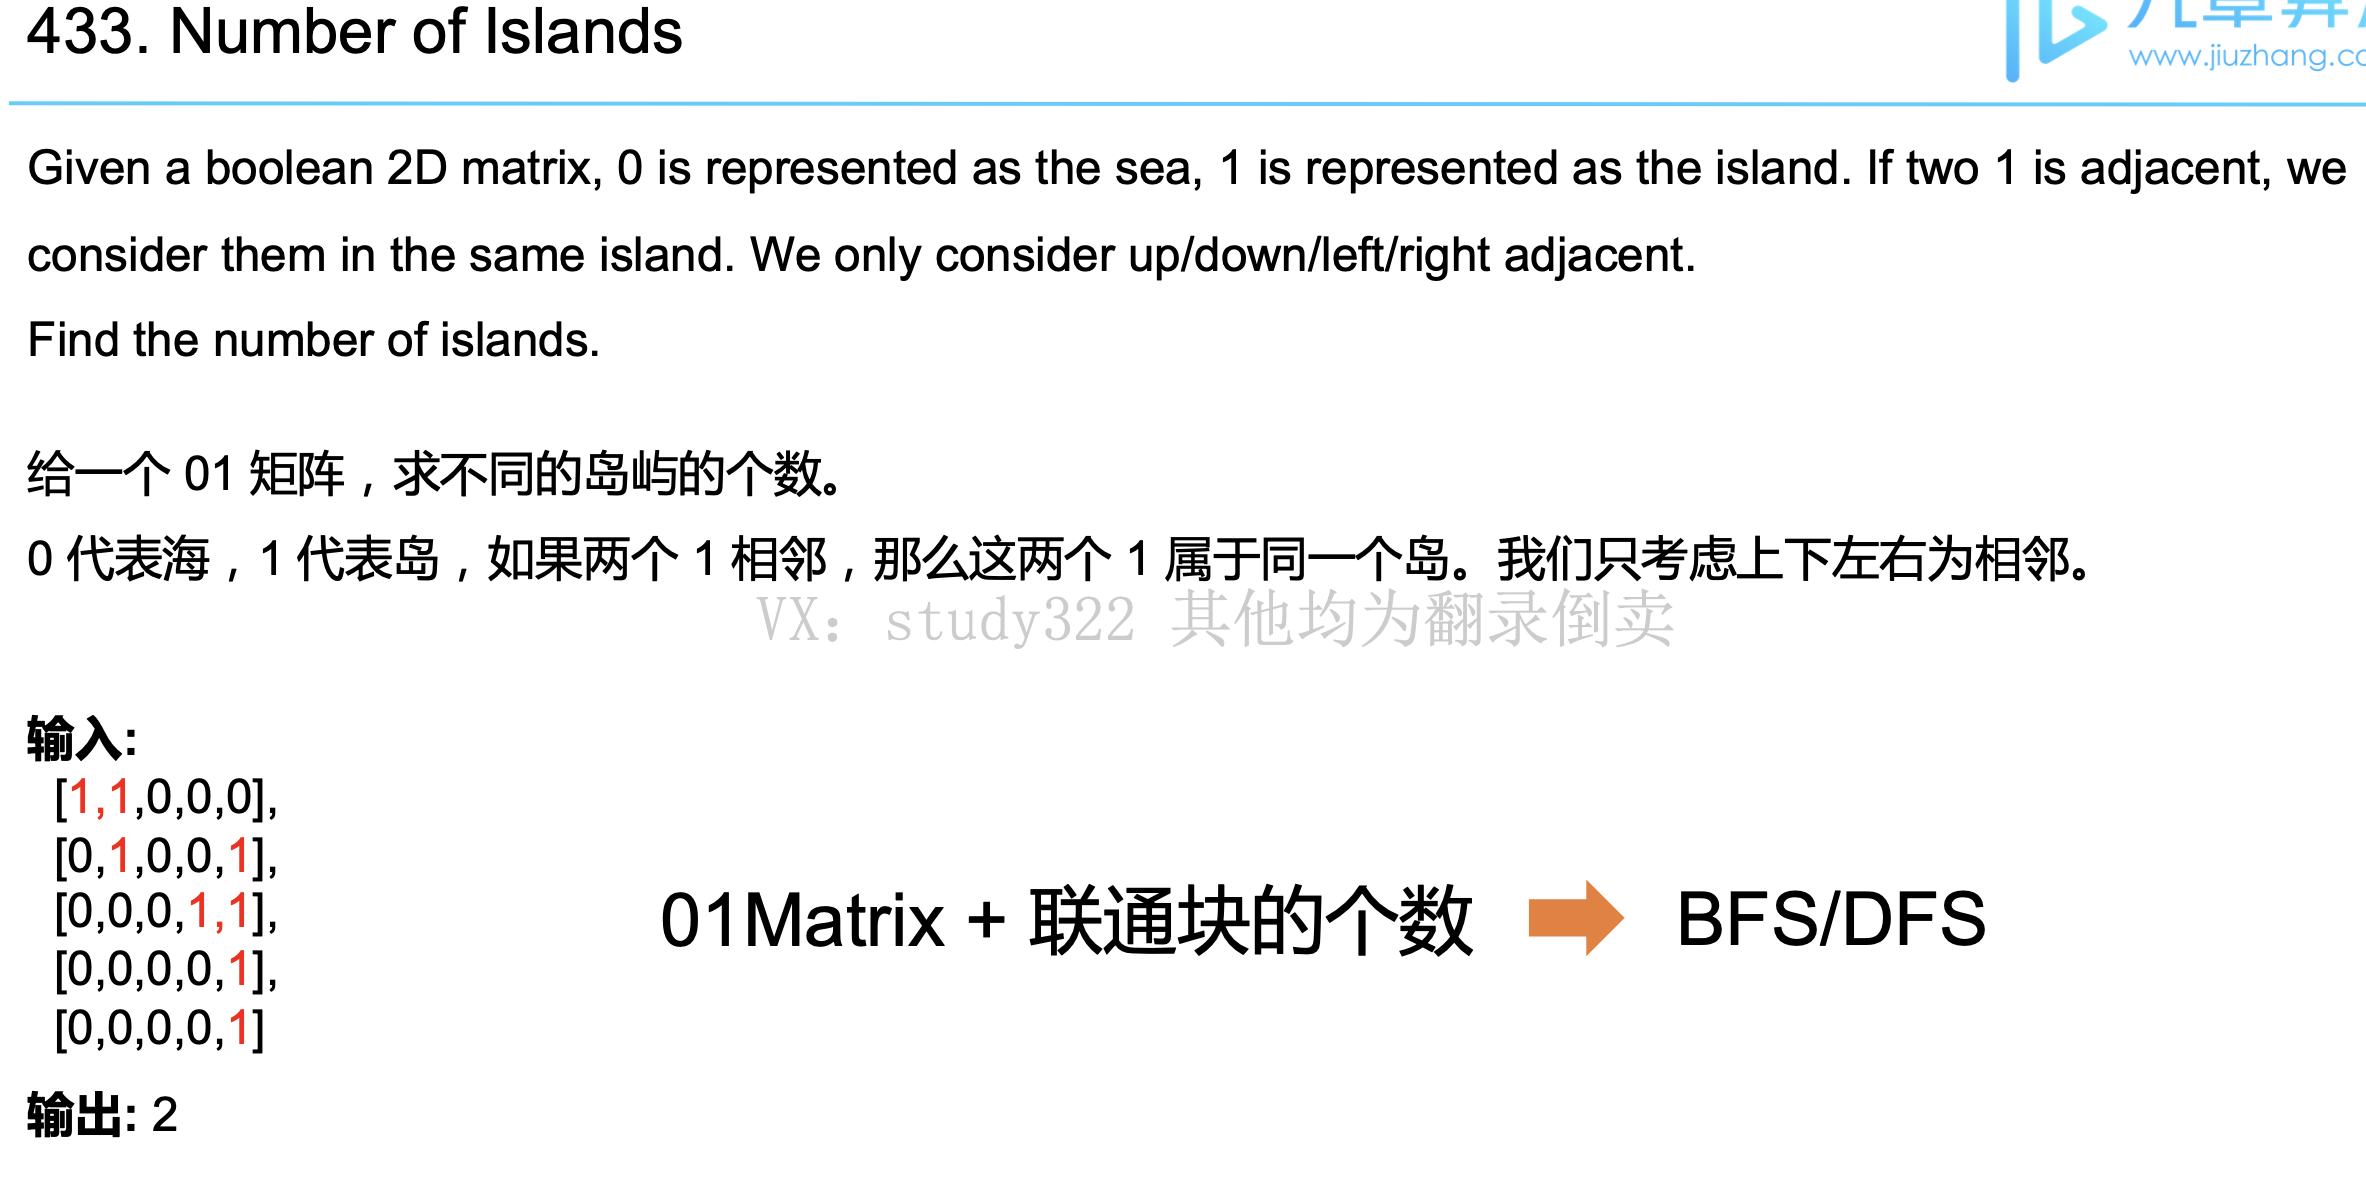 433. Number of Islands
www.jiuzhang.co
Given a boolean 2D matrix, 0 is represented as the sea, 1 is represented as the island. If two 1 is adjacent, we
consider them in the same island. We only consider up/down/left/right adjacent.
Find the number of islands.
给一个 01 矩阵，求不同的岛屿的个数。
0 代表海，1 代表岛，如果两个 1 相邻，那么这两个 1 属于同一个岛。我们只考虑上下左右为相邻。
VX: study322 其他均为翻录倒卖
输入:
[1,1,0,0,0],
[0,1,0,0,1],
[0,0,0,1,1],
[0,0,0,0,1],
[0,0,0,0,1]
01Matrix + 联通块的个数
BFS/DFS
输出: 2